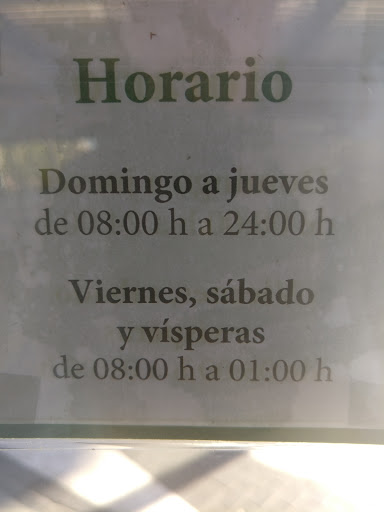 Horario
Domingo a jueves
de 08:00 h a 24:00 h
Viernes, sábado
y vísperas
de 08:00 h a 01:00 h